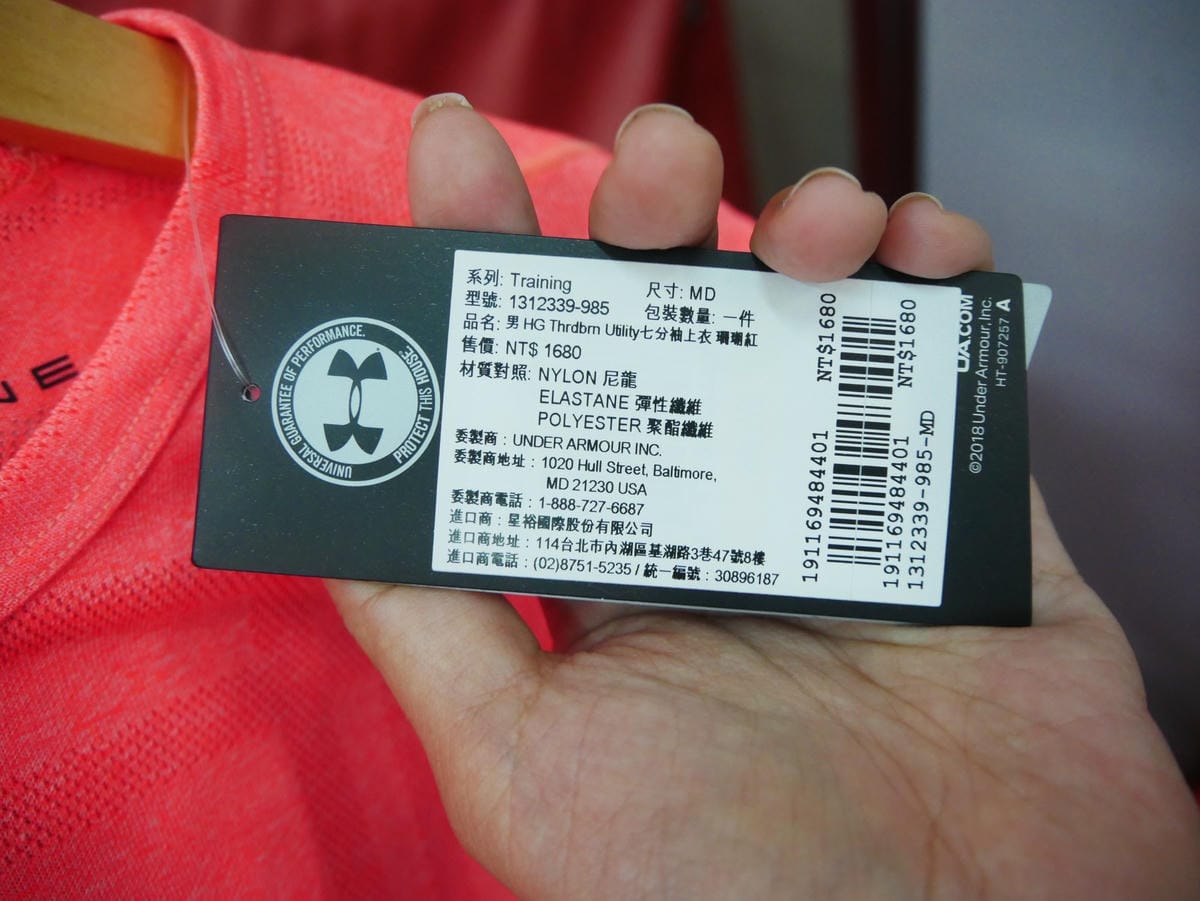 UNIVERSAL GUARANTEE OF PERFORMANCE.
PROTECT THIS HOUSE.
系列: Training
尺寸: MD
型號: 1312339-985
包裝數量: 一件
品名: 男 HG Thrdbrn Utility七分袖上衣 珊瑚紅
售價: NT$ 1680
材質對照: NYLON 尼龍
ELASTANE 彈性纖維
POLYESTER 聚酯纖維
委製商 : UNDER ARMOUR INC.
委製商地址 : 1020 Hull Street, Baltimore,
MD 21230 USA
委製商電話 : 1-888-727-6687
進口商 : 星裕國際股份有限公司
進口商地址 : 114台北市內湖區基湖路3巷47號8樓
進口商電話 : (02)8751-5235 / 統一編號 : 30896187
NT$1680
191169484401
NT$1680
191169484401
1312339-985-MD
UA.COM
©2018 Under Armour, Inc.
HT-907257 A